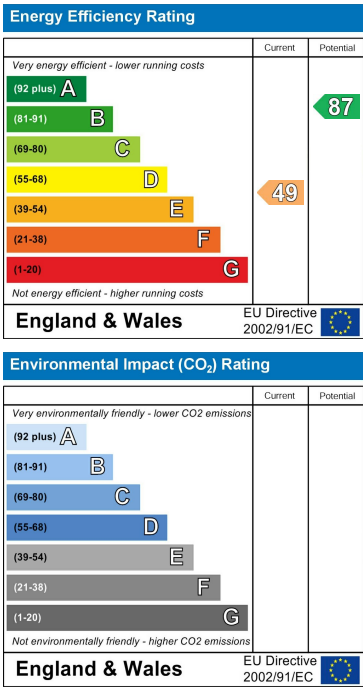 Energy Efficiency Rating
Current Potential
Very energy efficient - lower running costs
(92 plus) A
(81-91) B
(69-80) C
(55-68) D
(39-54) E
(21-38) F
(1-20) G
87
49
Not energy efficient - higher running costs
England & Wales
EU Directive
2002/91/EC
Environmental Impact (CO₂) Rating
Current Potential
Very environmentally friendly - lower CO2 emissions
(92 plus) A
(81-91) B
(69-80) C
(55-68) D
(39-54) E
(21-38) F
(1-20) G
Not environmentally friendly - higher CO2 emissions
England & Wales
EU Directive
2002/91/EC